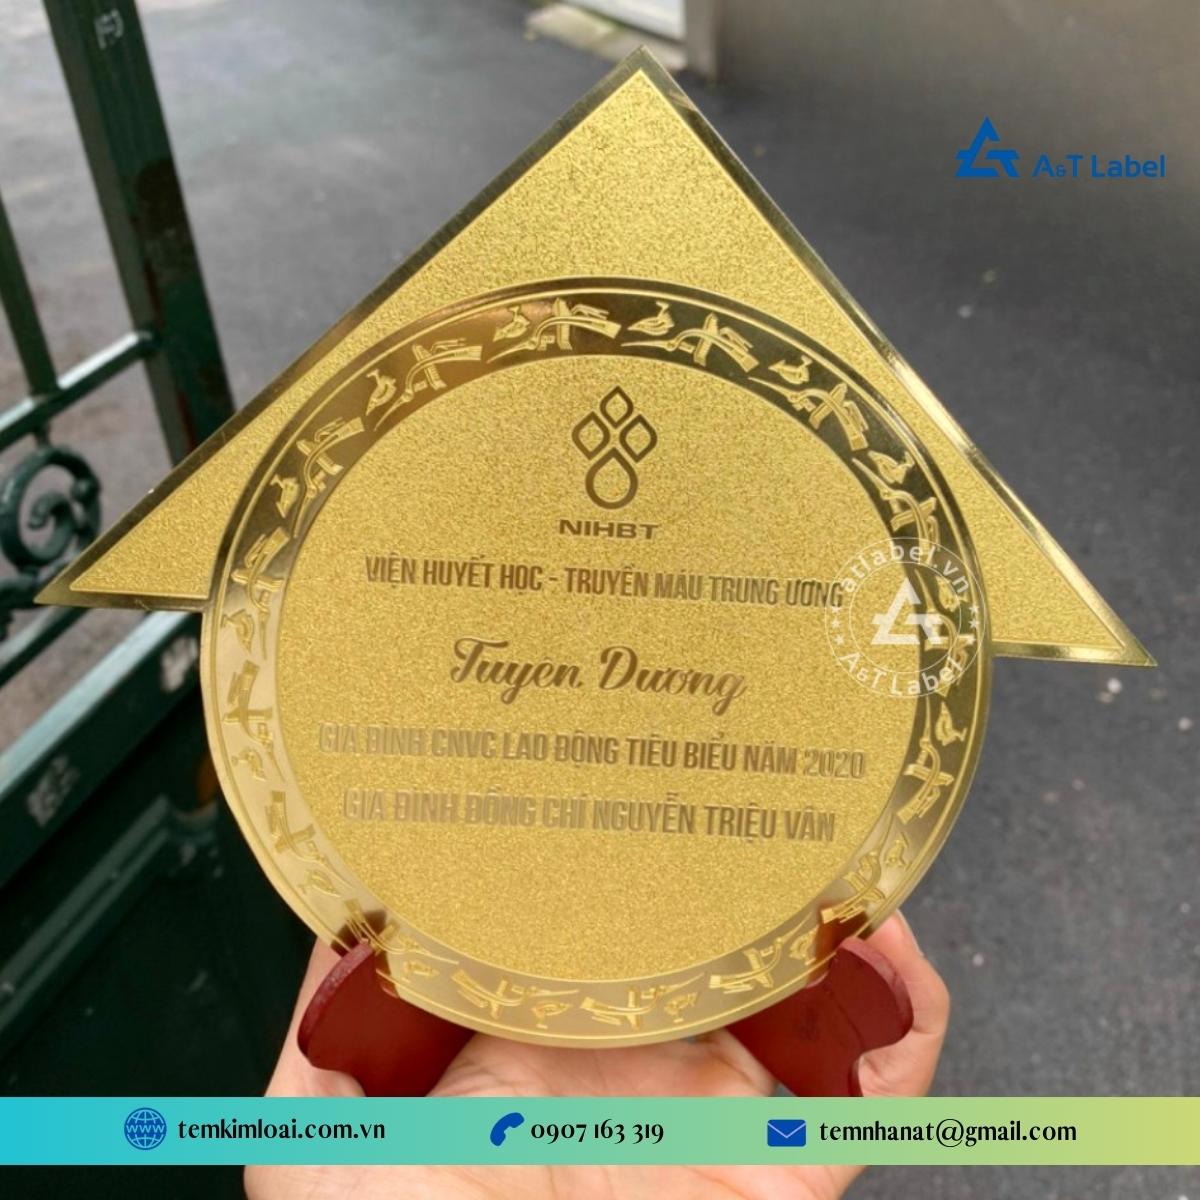 A&T Label
NIHBT
VIỆN HUYẾT HỌC - TRUYỀN MÁU TRUNG ƯƠNG
Tuyên Dương
GIA ĐÌNH CNVC LAO ĐỘNG TIÊU BIỂU NĂM 2020
GIA ĐÌNH ĐỒNG CHÍ NGUYỄN TRIỆU VÂN
atlabel.vn
A&T Label
temkimloai.com.vn
0907 163 319
temnhanat@gmail.com